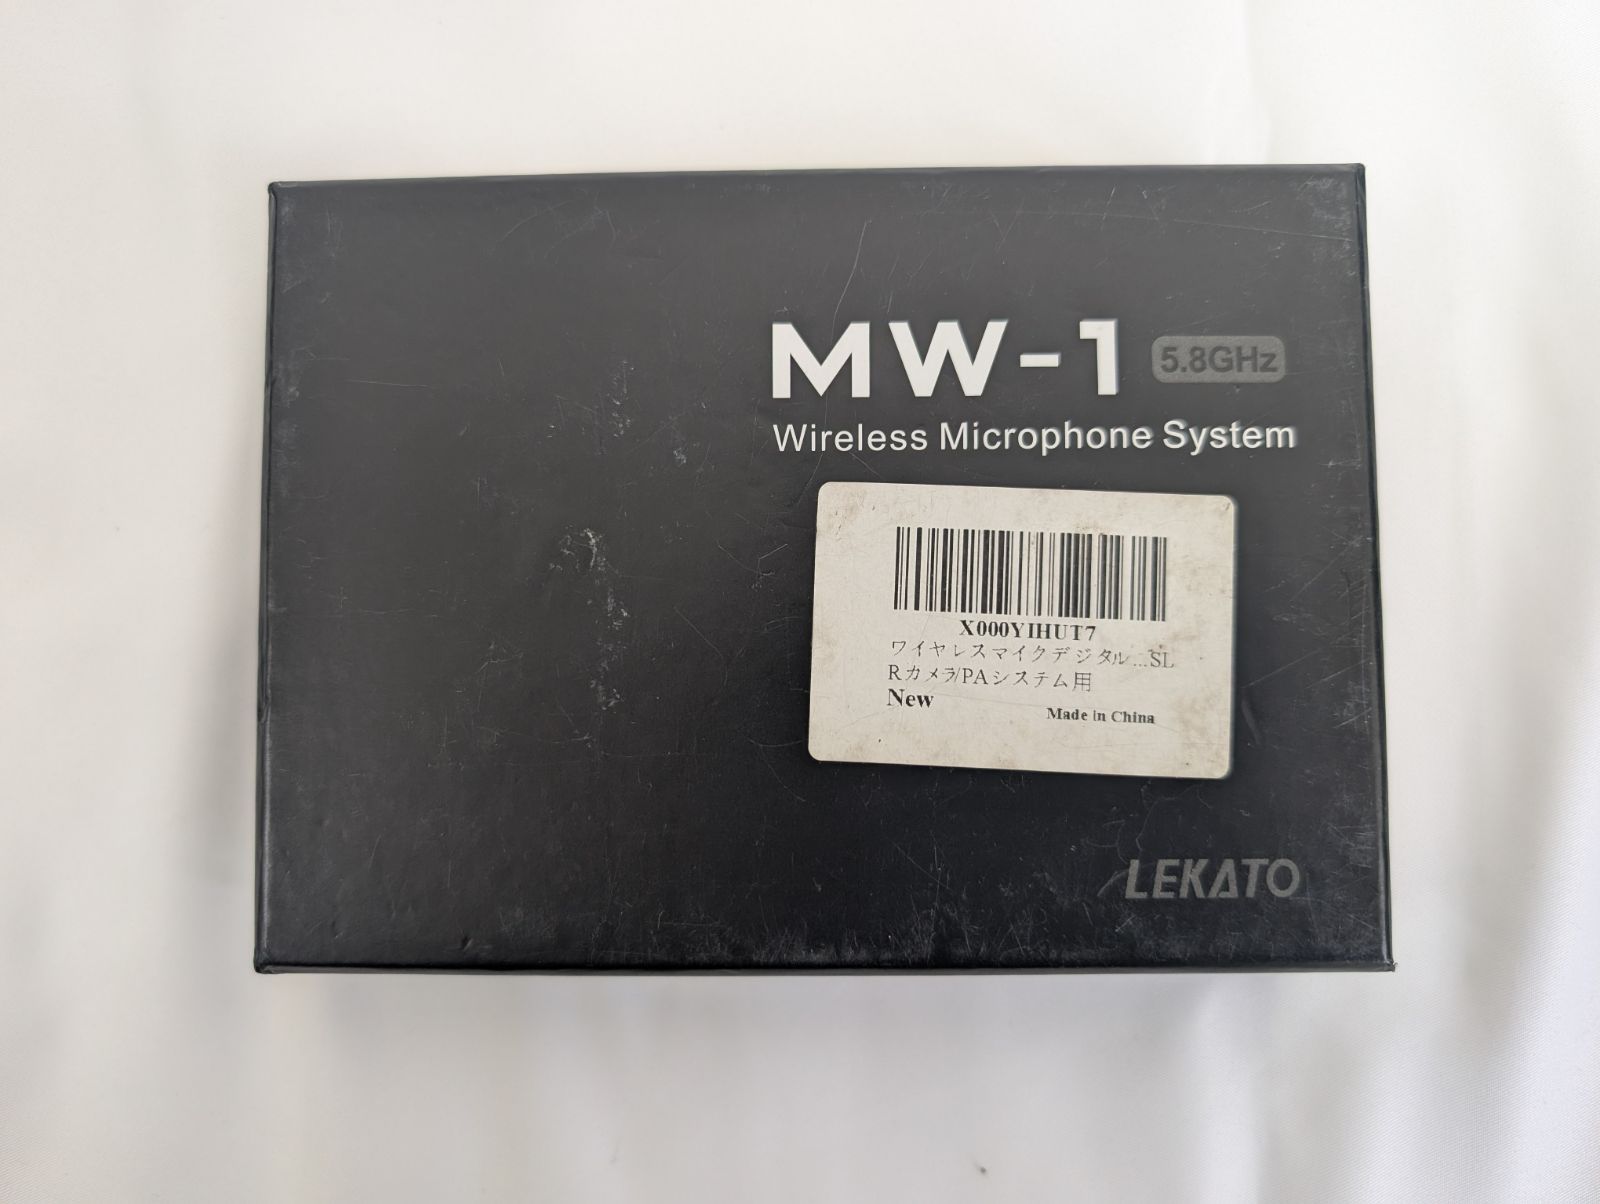 MW-1 5.8GHz
Wireless Microphone System
X000YIHUT7
ワイヤレスマイクデジタル...SL
Rカメラ/PAシステム用
New
Made in China
LEKATO